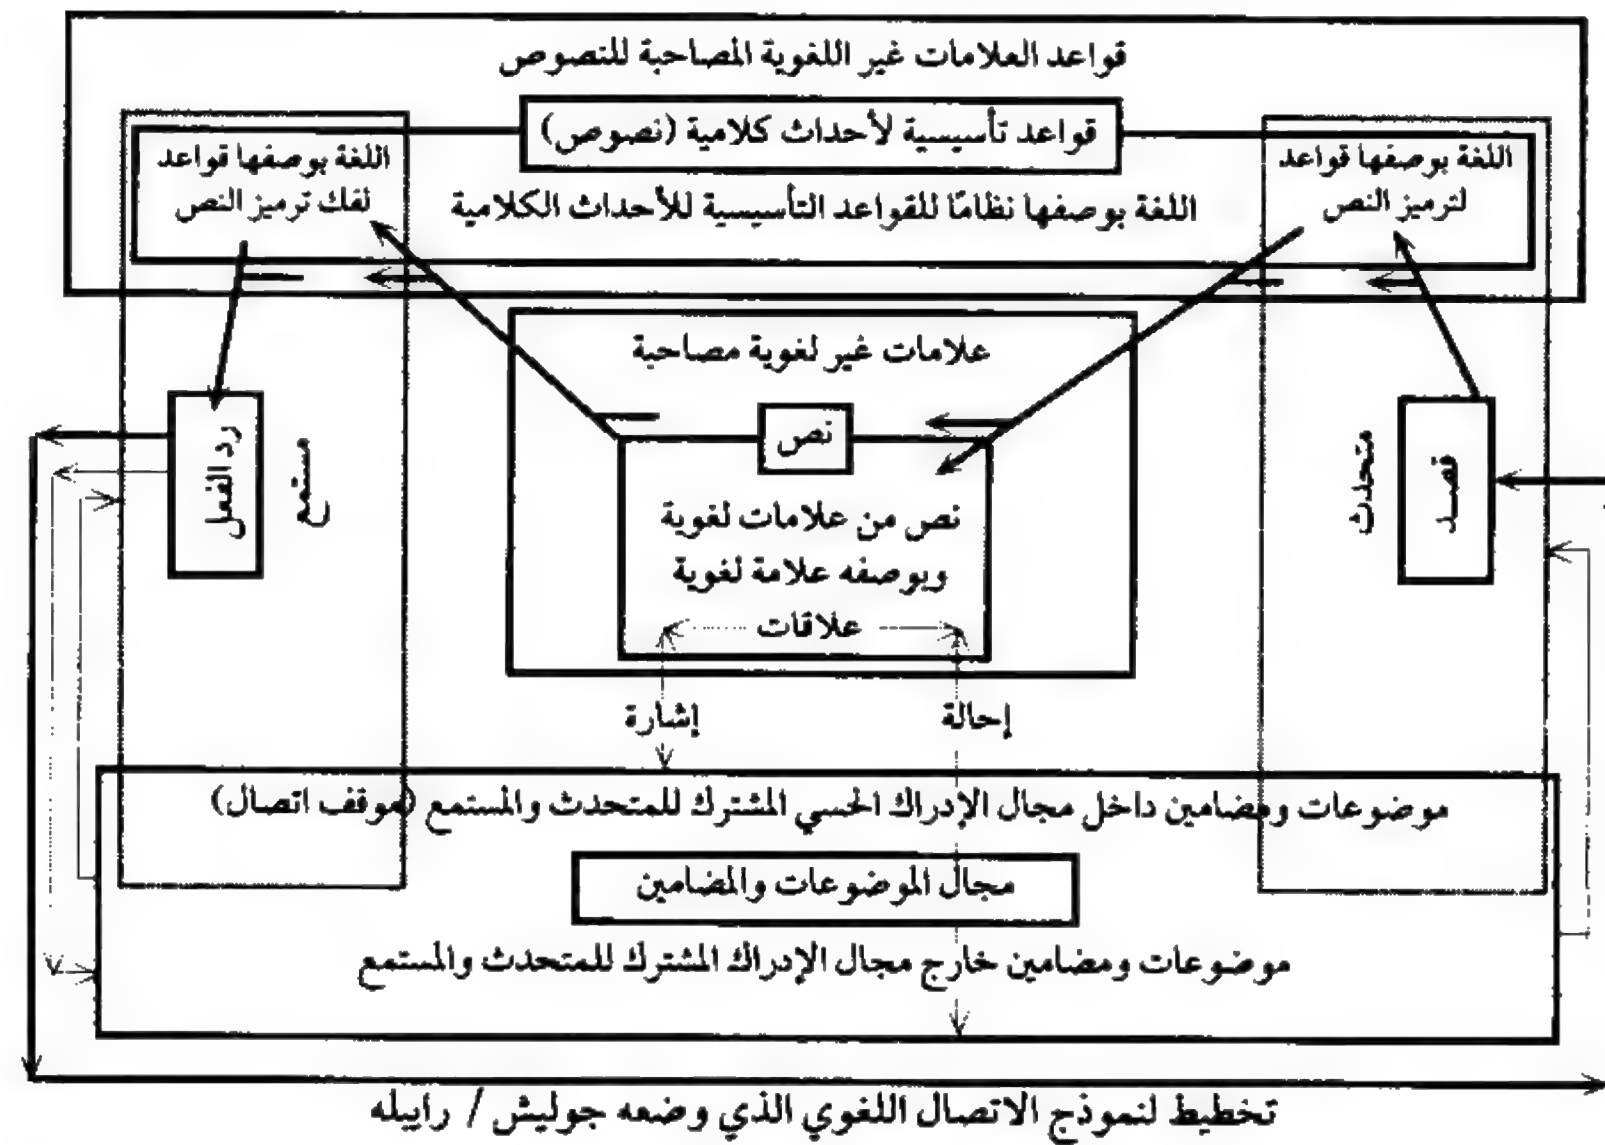 قواعد العلامات غير اللغوية المصاحبة للنصوص
قواعد تأسيسية لأحداث كلامية (نصوص)
اللغة بوصفها قواعد
لترميز النص
اللغة بوصفها نظامًا للقواعد التأسيسية للأحداث الكلامية
اللغة بوصفها قواعد
لفك ترميز النص
علامات غير لغوية مصاحبة
قصد
متحدث
نص
نص من علامات لغوية
وبوصفه علامة لغوية
علاقات
مستمع
رد الفعل
إحالة
إشارة
موضوعات ومضامين داخل مجال الإدراك الحسي المشترك للمتحدث والمستمع (موقف اتصال)
مجال الموضوعات والمضامين
موضوعات ومضامين خارج مجال الإدراك المشترك للمتحدث والمستمع
تخطيط لنموذج الاتصال اللغوي الذي وضعه جوليش / راييله